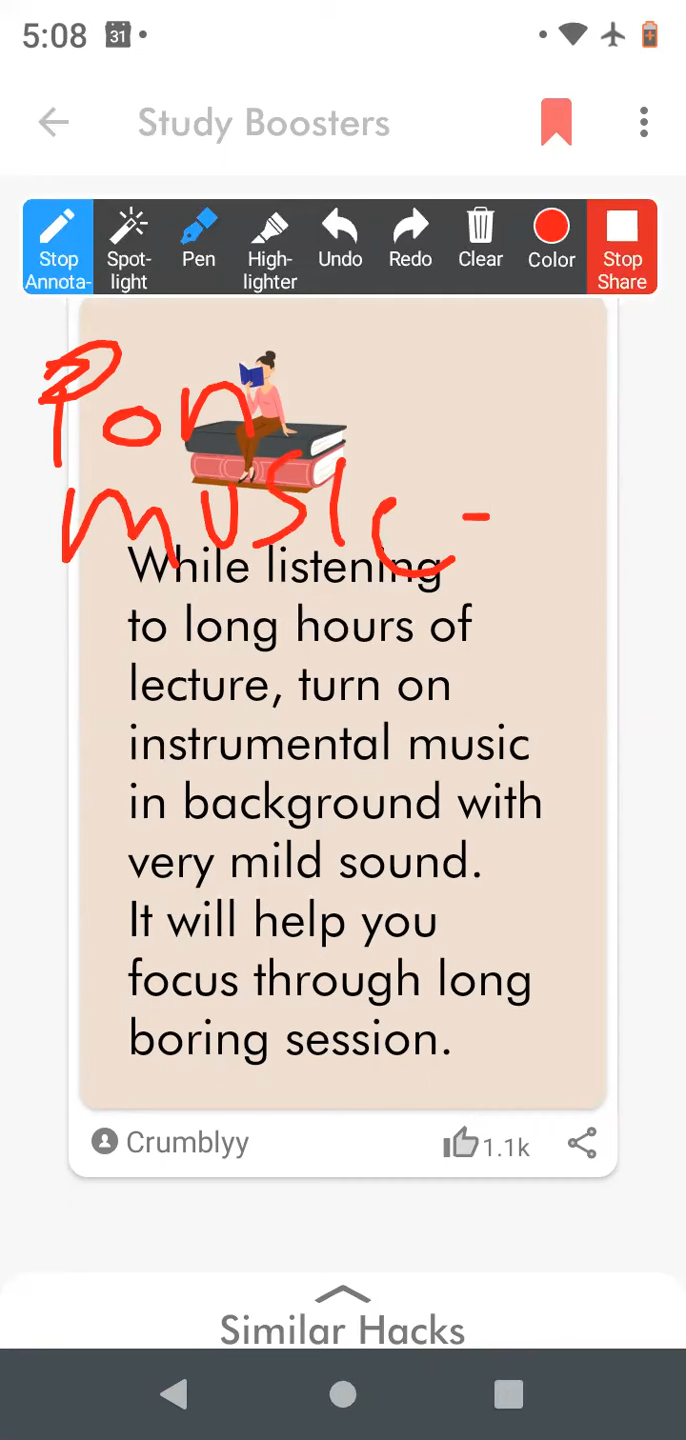 5:08 31
Study Boosters
Stop Annota- Spot-light Pen High-lighter Undo Redo Clear Color Stop Share
Pon
music -
While listening
to long hours of
lecture, turn on
instrumental music
in background with
very mild sound.
It will help you
focus through long
boring session.
Crumblyy 1.1k
Similar Hacks